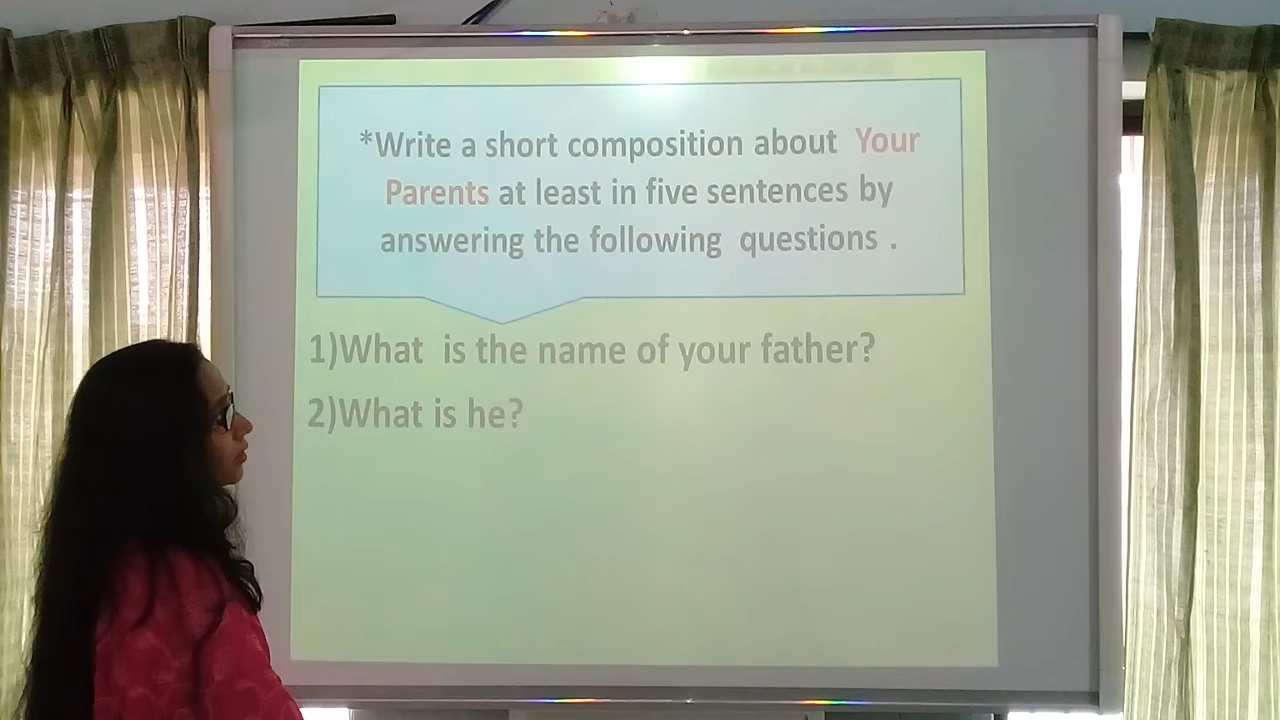 *Write a short composition about Your
Parents at least in five sentences by
answering the following questions .
1)What is the name of your father?
2)What is he?